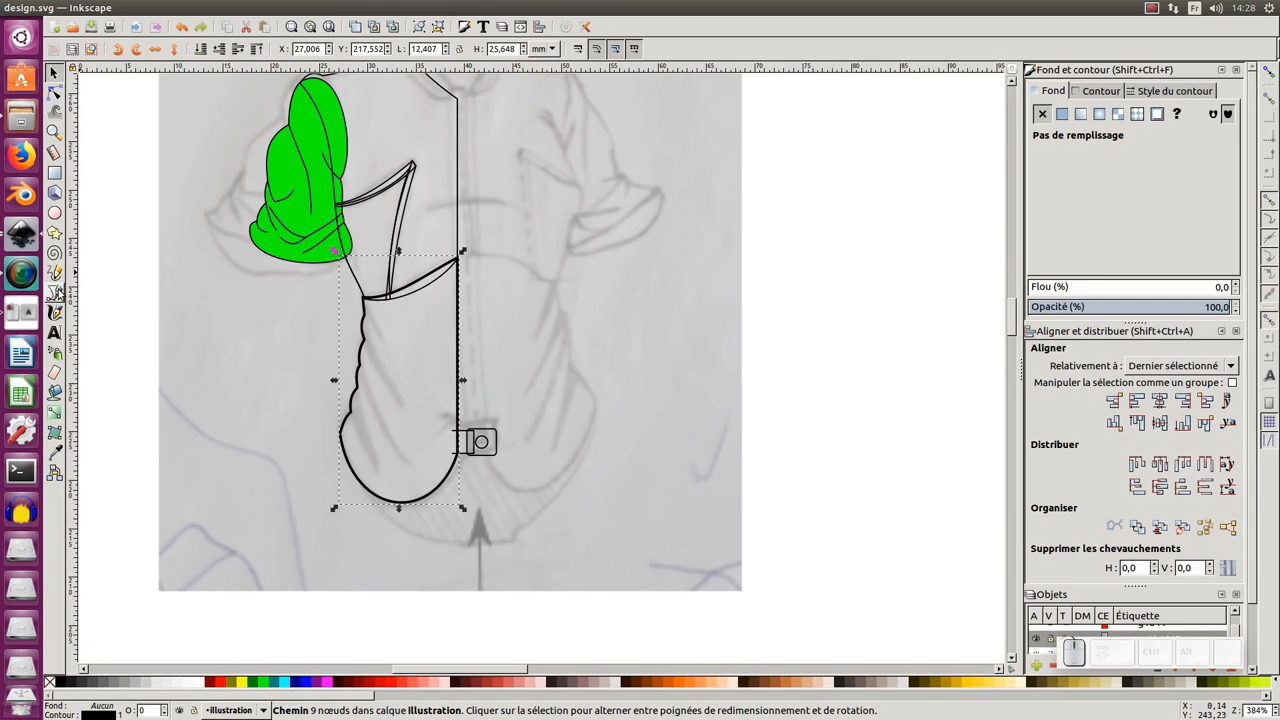 design.svg - Inkscape
Fr
14:28
X : 27,006 Y : 217,552 L : 12,407 H : 25,648 mm
Fond et contour (Shift+Ctrl+F)
Fond Contour Style du contour
?
Pas de remplissage
Flou (%) 0,0
Opacité (%) 100,0
Aligner et distribuer (Shift+Ctrl+A)
Aligner
Relativement à : Dernier sélectionné
Manipuler la sélection comme un groupe :
Distribuer
Organiser
Supprimer les chevauchements
H : 0,0 V : 0,0
Objets
A V T DM CE Étiquette
Ctrl Alt
Fond : Aucun
Contour : 1
O : 0
illustration
Chemin 9 nœuds dans calque illustration. Cliquer sur la sélection pour alterner entre poignées de redimensionnement et de rotation.
X : 0,14
Y : 243,23
Z : 384%